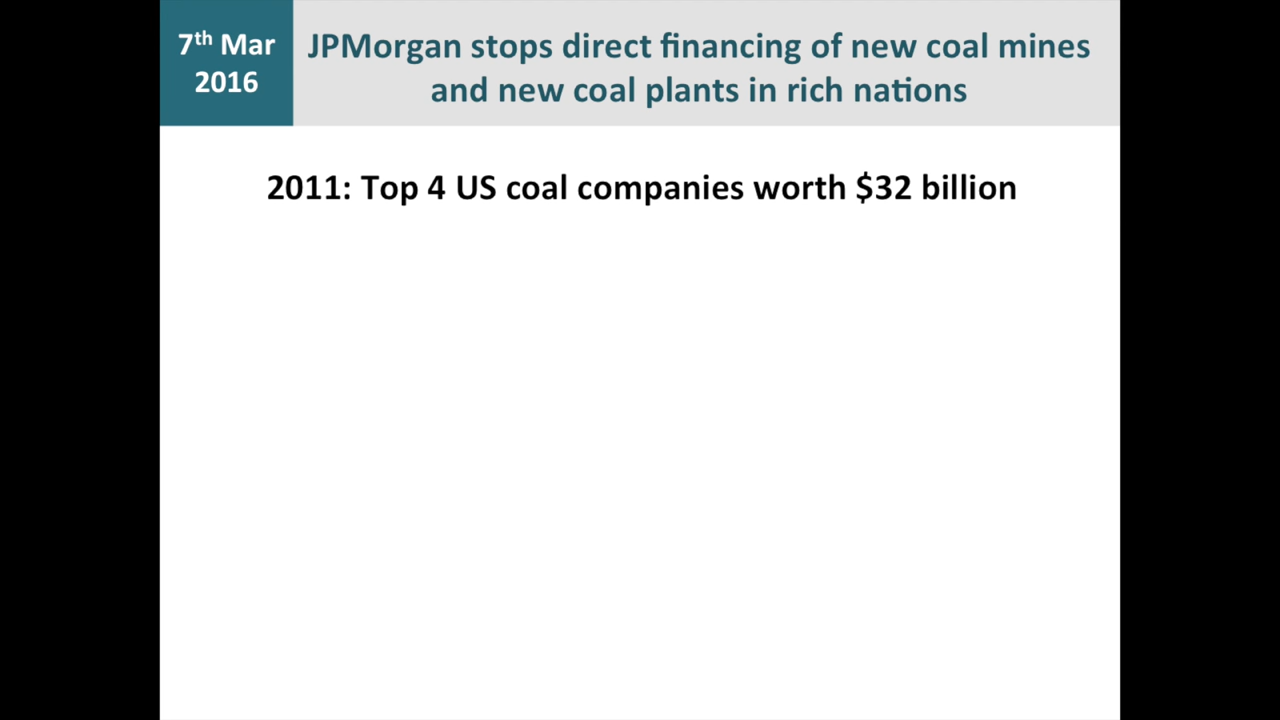 7th Mar
2016
JPMorgan stops direct financing of new coal mines
and new coal plants in rich nations
2011: Top 4 US coal companies worth $32 billion